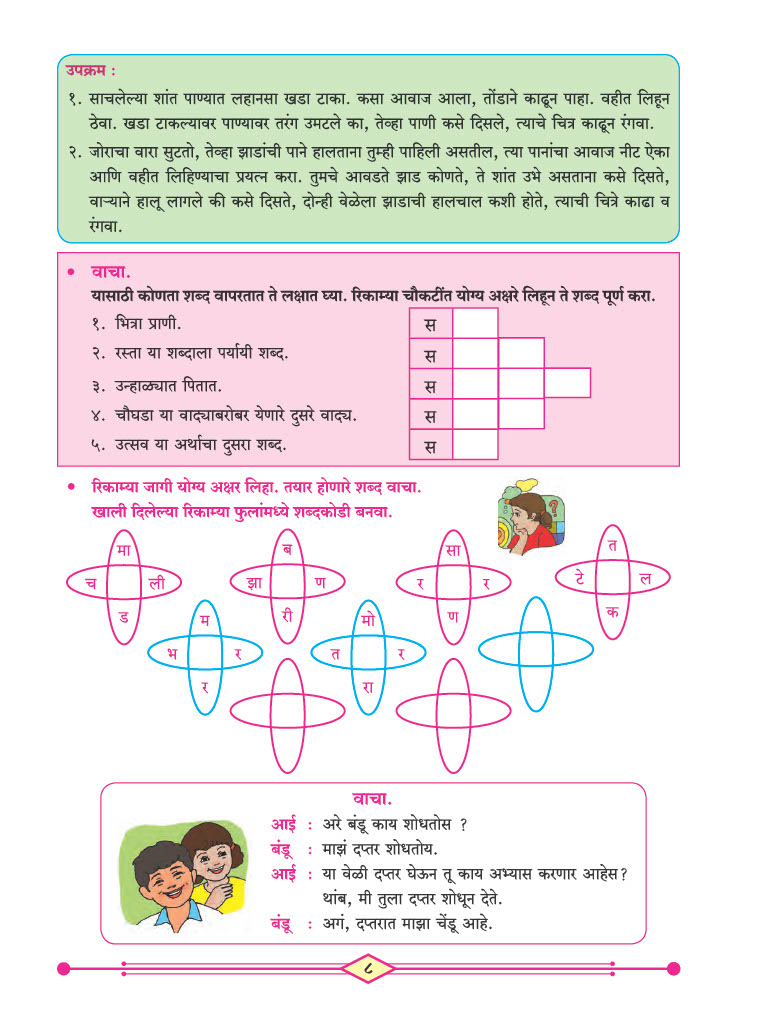 उपक्रम :
१. साचलेल्या शांत पाण्यात लहानसा खडा टाका. कसा आवाज आला, तोंडाने काढून पाहा. वहीत लिहून
ठेवा. खडा टाकल्यावर पाण्यावर तरंग उमटले का, तेव्हा पाणी कसे दिसले, त्याचे चित्र काढून रंगवा.
२. जोराचा वारा सुटतो, तेव्हा झाडांची पाने हालताना तुम्ही पाहिली असतील, त्या पानांचा आवाज नीट ऐका
आणि वहीत लिहिण्याचा प्रयत्न करा. तुमचे आवडते झाड कोणते, ते शांत उभे असताना कसे दिसते,
वाऱ्याने हालू लागले की कसे दिसते, दोन्ही वेळेला झाडाची हालचाल कशी होते, त्याची चित्रे काढा व
रंगवा.
• वाचा.
यासाठी कोणता शब्द वापरतात ते लक्षात घ्या. रिकाम्या चौकटींत योग्य अक्षरे लिहून ते शब्द पूर्ण करा.
१. भित्रा प्राणी. स
२. रस्ता या शब्दाला पर्यायी शब्द. स
३. उन्हाळ्यात पितात. स
४. चौघडा या वाद्याबरोबर येणारे दुसरे वाद्य. स
५. उत्सव या अर्थाचा दुसरा शब्द. स
• रिकाम्या जागी योग्य अक्षर लिहा. तयार होणारे शब्द वाचा.
खाली दिलेल्या रिकाम्या फुलांमध्ये शब्दकोडी बनवा.
?
मा ब सा त
च ली झा ण र र टे ल
ड री ण क
म मो
भ र त र
र रा
वाचा.
आई : अरे बंडू काय शोधतोस ?
बंडू : माझं दप्तर शोधतोय.
आई : या वेळी दप्तर घेऊन तू काय अभ्यास करणार आहेस?
थांब, मी तुला दप्तर शोधून देते.
बंडू : अगं, दप्तरात माझा चेंडू आहे.
८